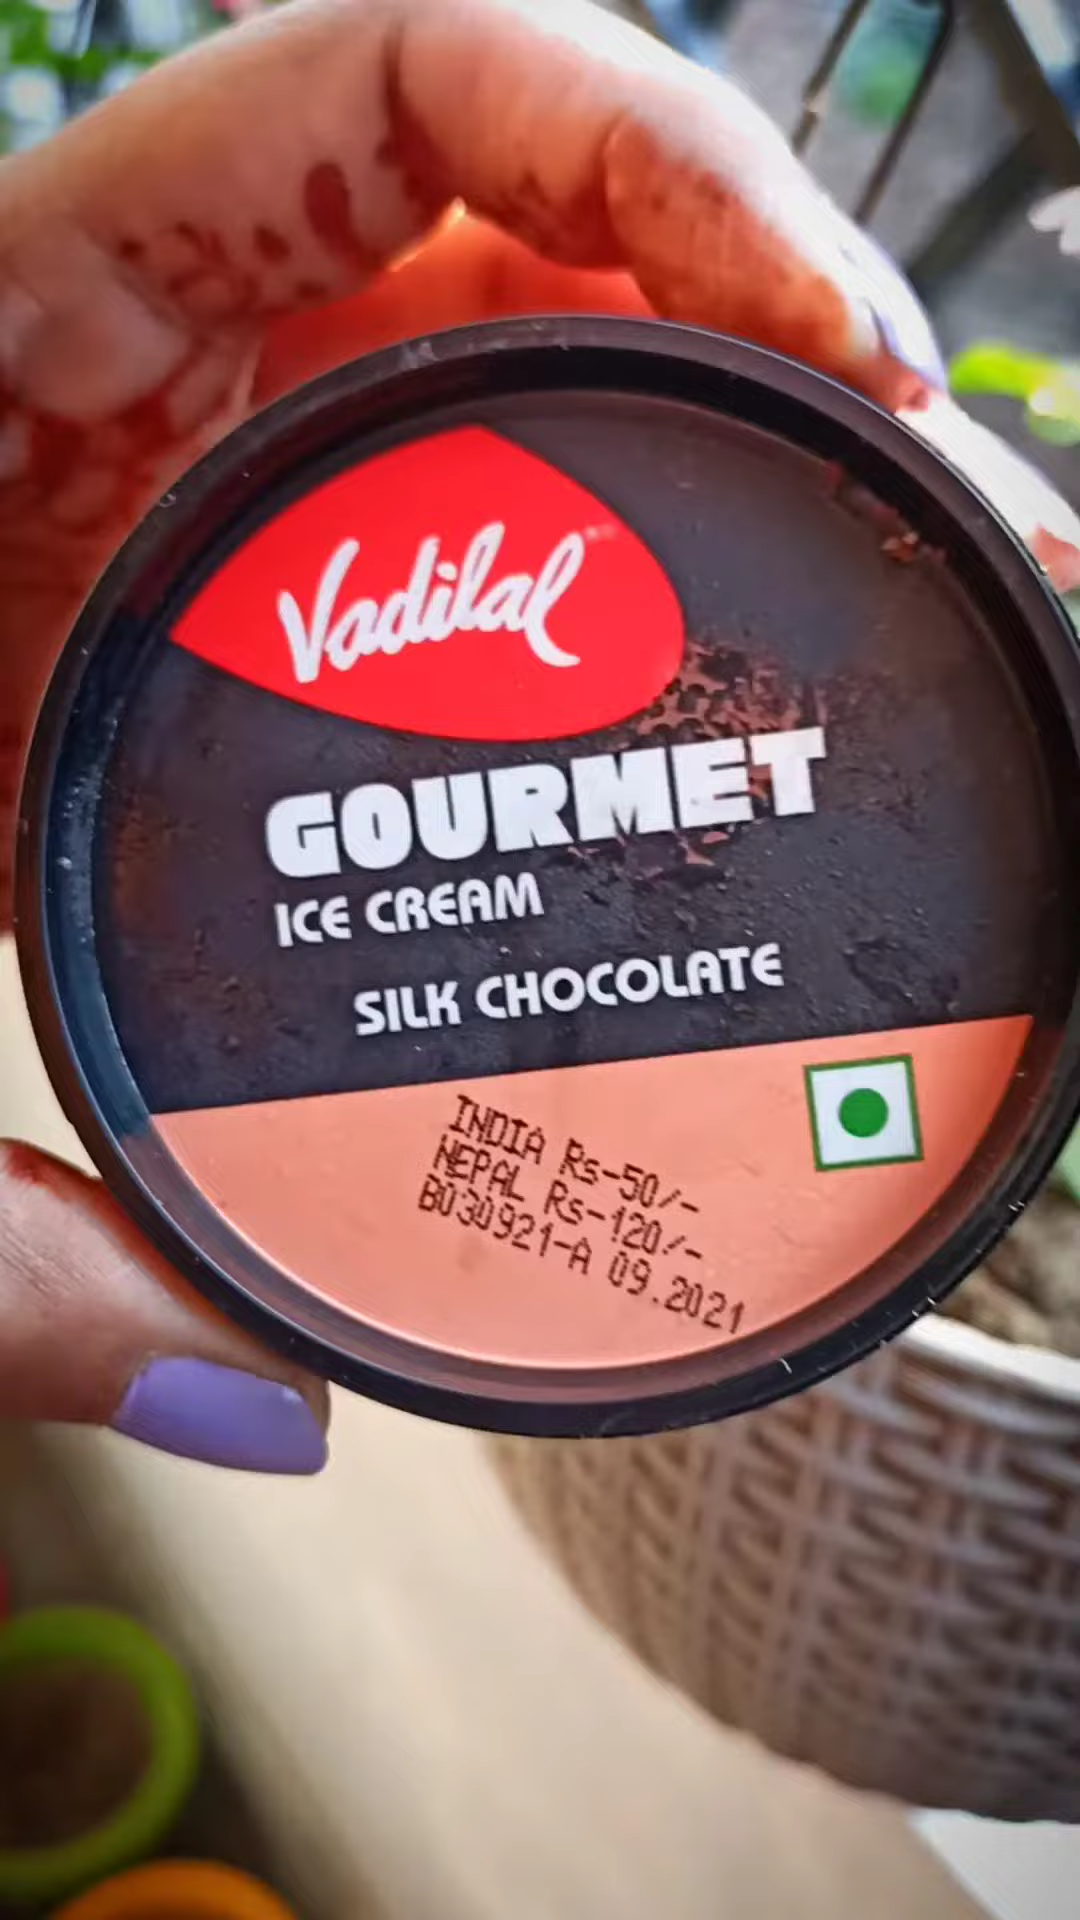 Vadilal
GOURMET
ICE CREAM
SILK CHOCOLATE
INDIA Rs-50/-
NEPAL Rs-120/-
B030921-A 09.2021